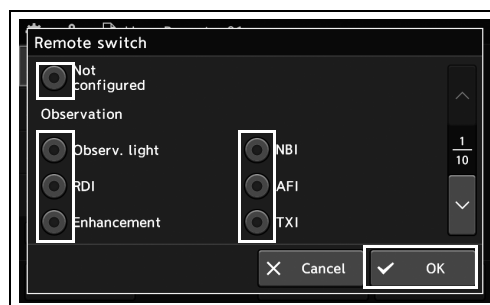 Remote switch
Not
configured
Observation
Observ. light
NBI
1
10
RDI
AFI
Enhancement
TXI
Cancel
OK